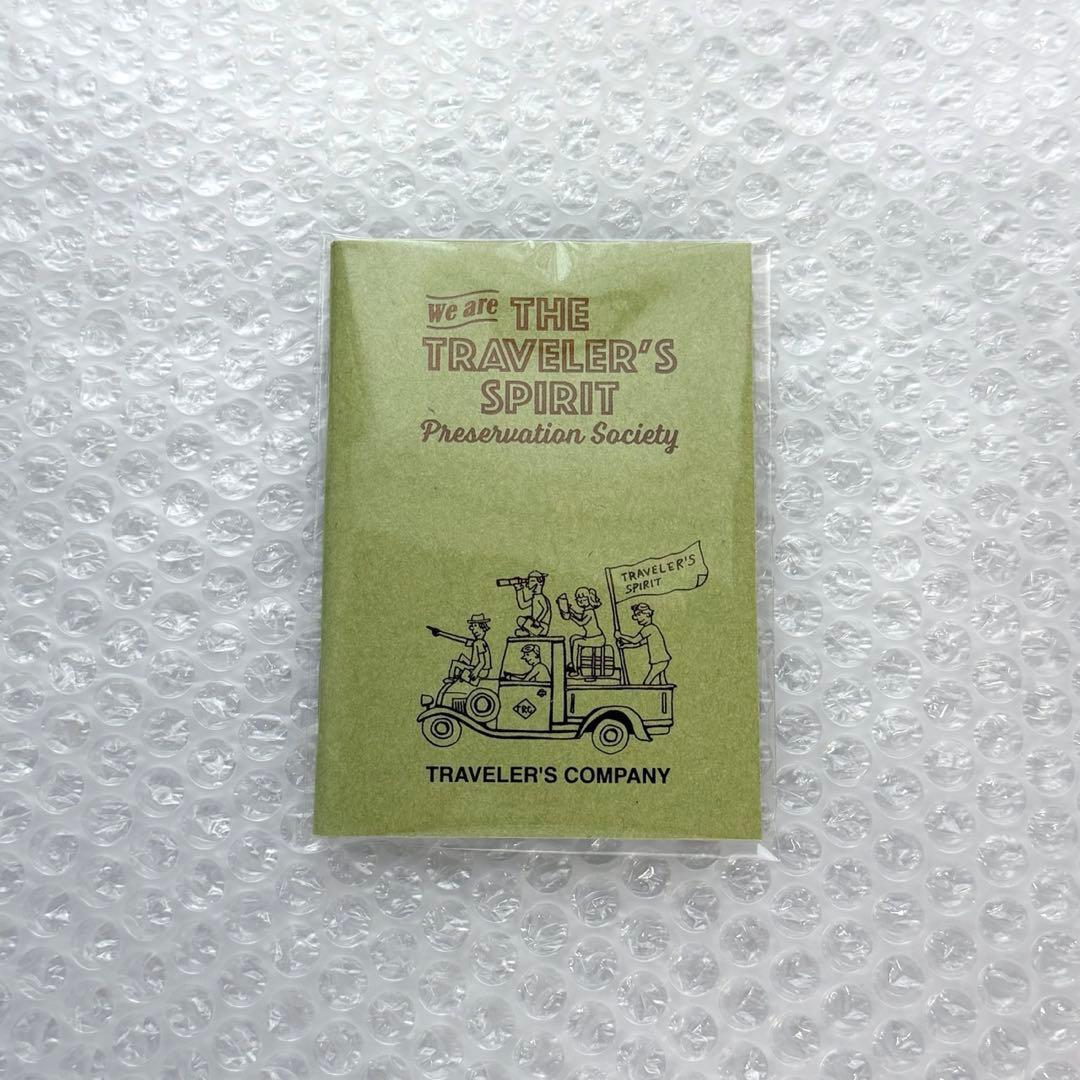 We are THE
TRAVELER'S
SPIRIT
Preservation Society
TRAVELER'S
SPIRIT
TRC
TRAVELER'S COMPANY